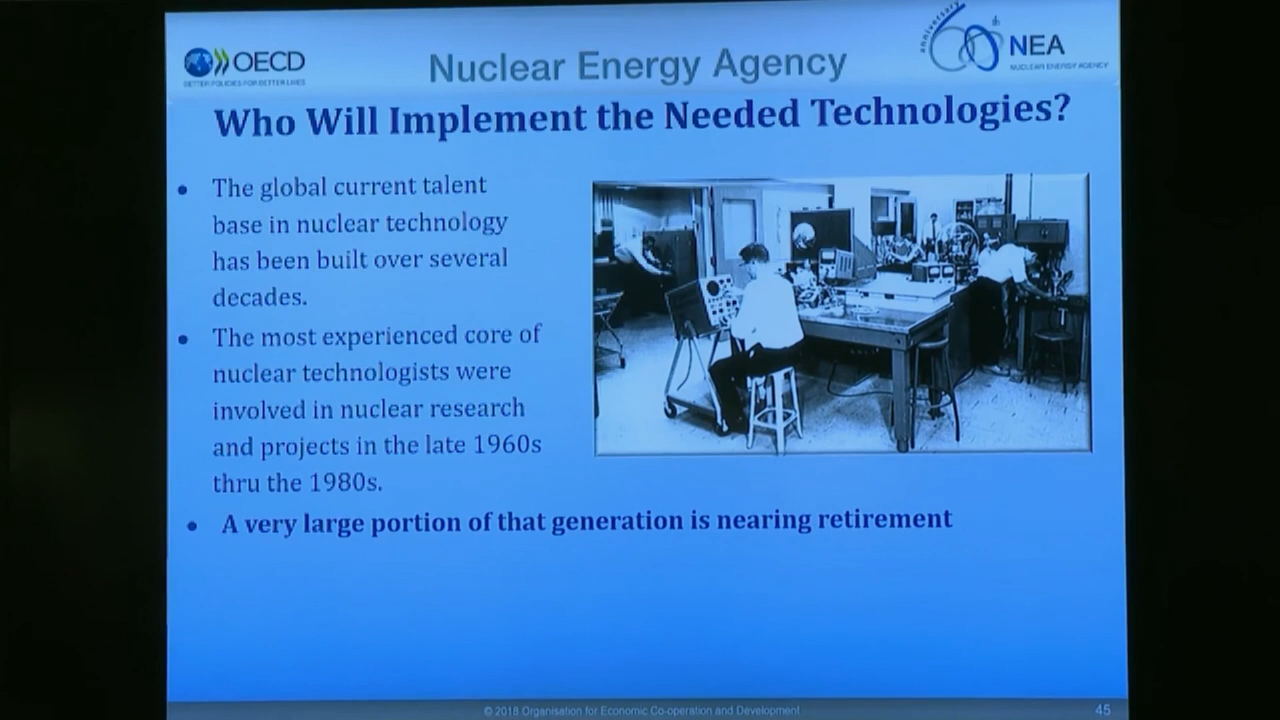 OECD
BETTER POLICIES FOR BETTER LIVES
Nuclear Energy Agency
anniversary
60th
NEA
NUCLEAR ENERGY AGENCY
Who Will Implement the Needed Technologies?
• The global current talent
base in nuclear technology
has been built over several
decades.
• The most experienced core of
nuclear technologists were
involved in nuclear research
and projects in the late 1960s
thru the 1980s.
• A very large portion of that generation is nearing retirement
© 2018 Organisation for Economic Co-operation and Development
45